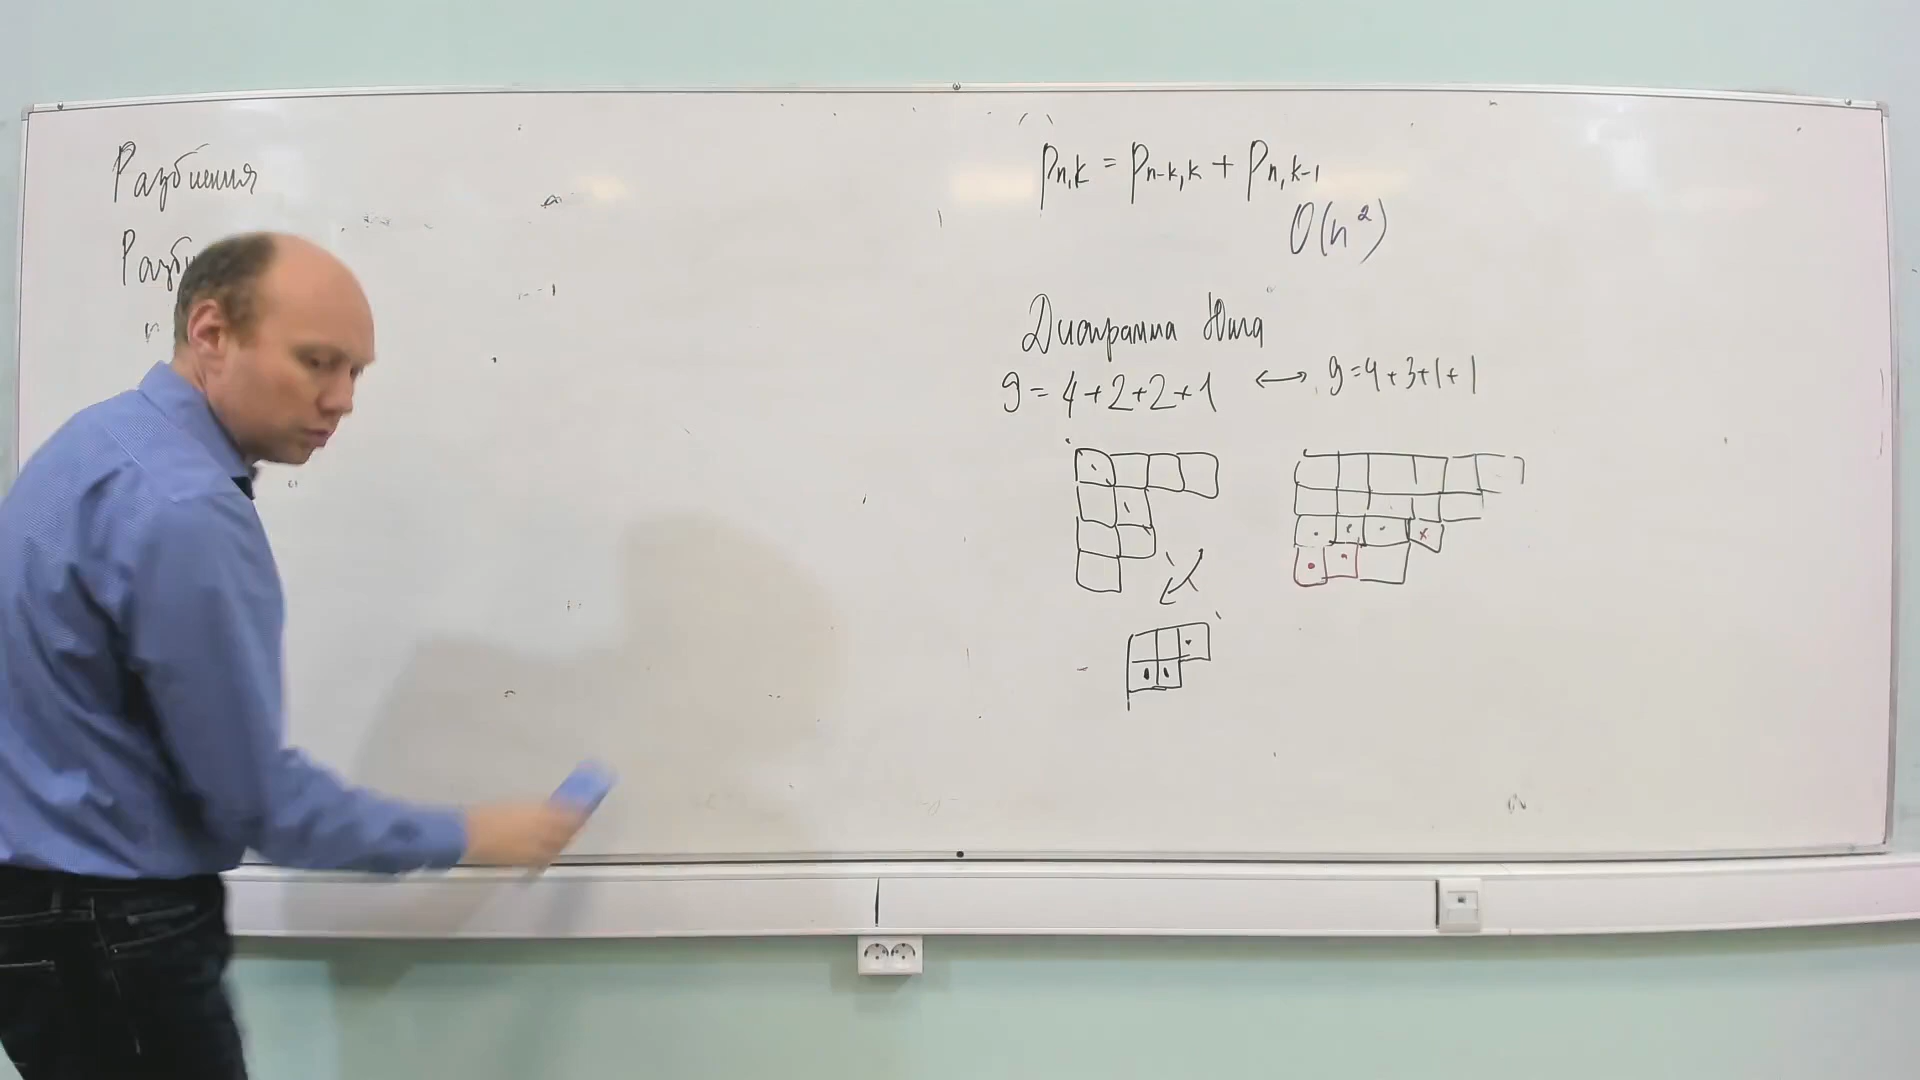 Разбиения
p_{n,k} = p_{n-k,k} + p_{n,k-1}
O(n²)
Диаграмма Юнга
9 = 4+2+2+1 ⟷ 9=4+3+1+1